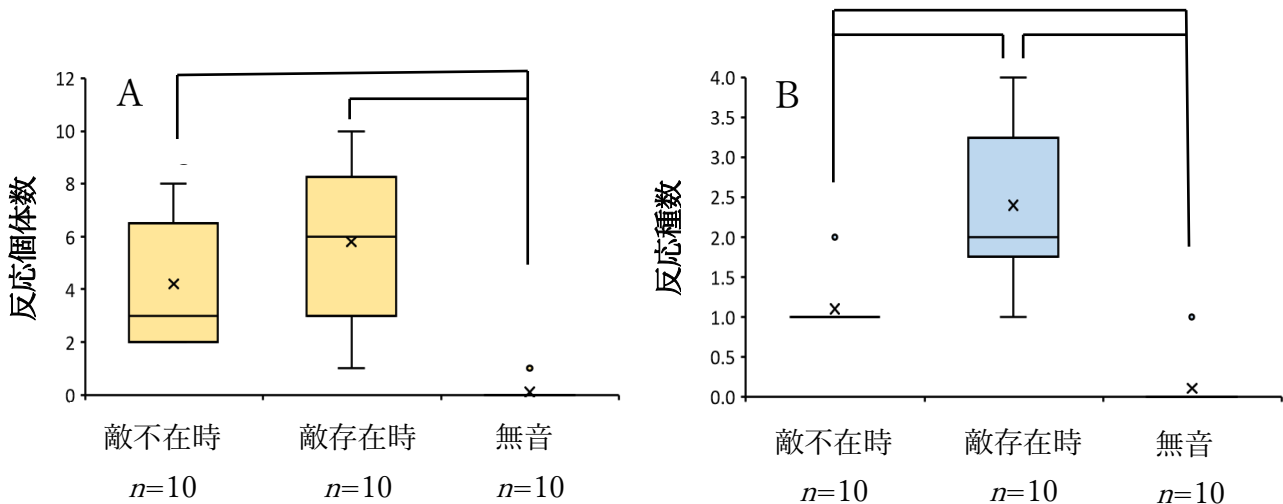 A
反応個体数
12
10
8
6
4
2
0
敵不在時
敵存在時
無音
n=10
n=10
n=10
B
反応種数
4.0
3.5
3.0
2.5
2.0
1.5
1.0
0.5
0.0
敵不在時
敵存在時
無音
n=10
n=10
n=10